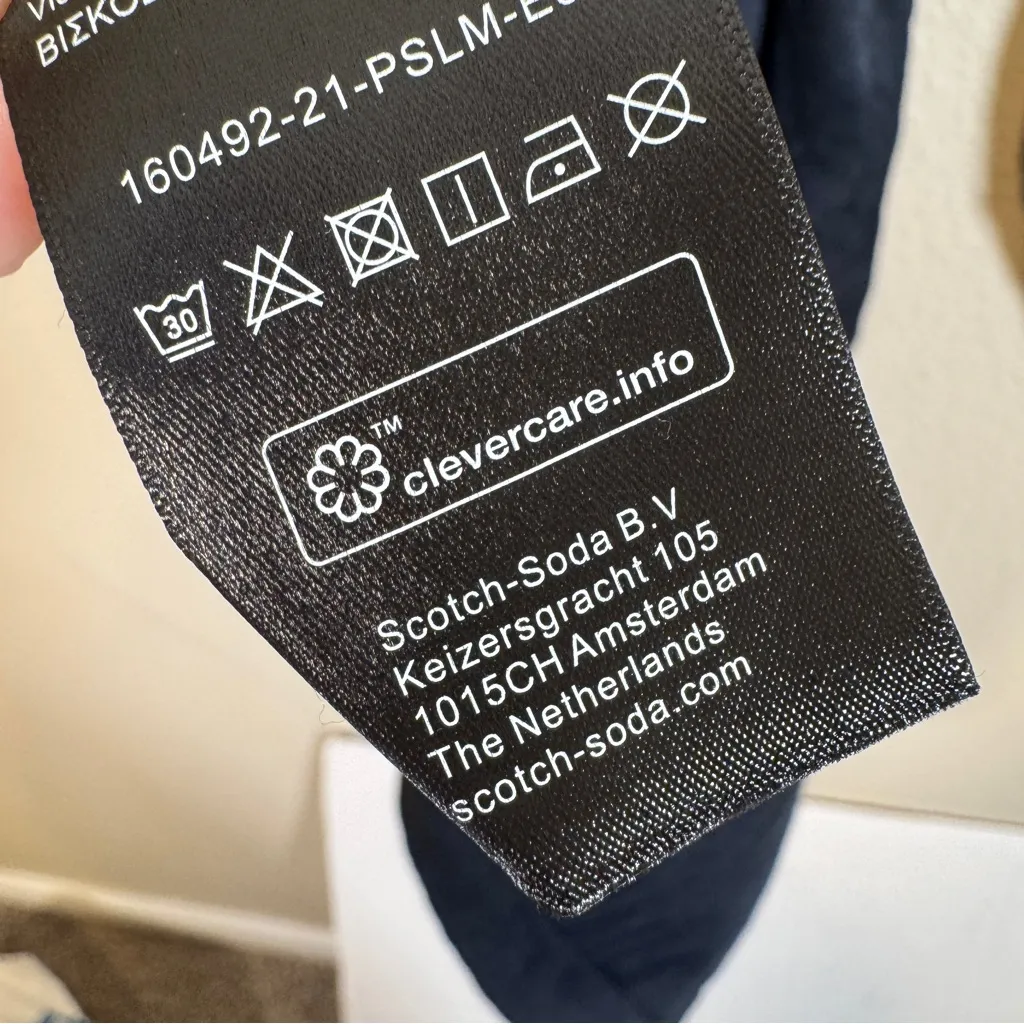 160492-21-PSLM-
30
™
clevercare.info
Scotch-Soda B.V
Keizersgracht 105
1015CH Amsterdam
The Netherlands
scotch-soda.com